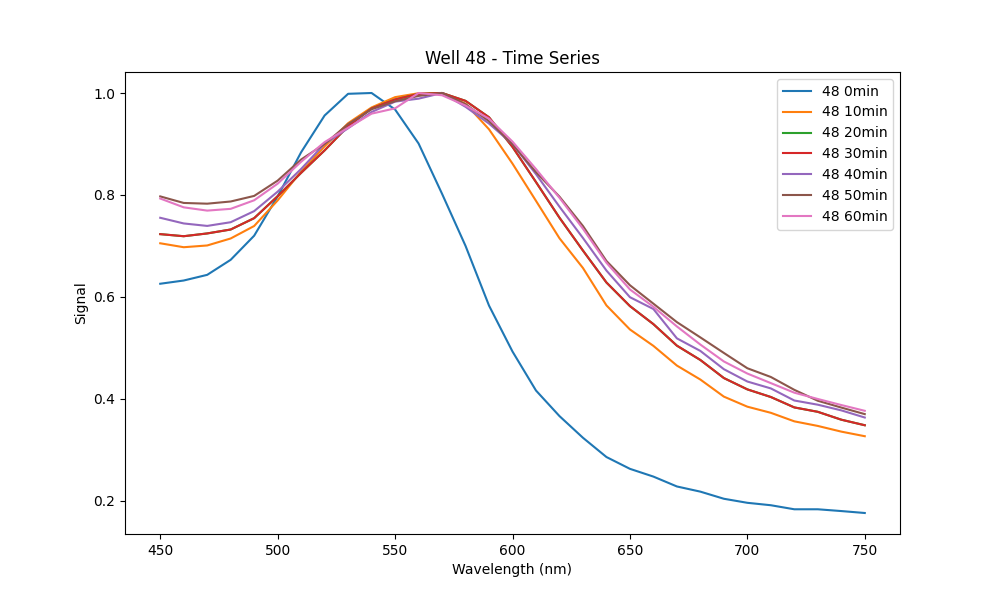 Well 48 - Time Series
48 0min
48 10min
48 20min
48 30min
48 40min
48 50min
48 60min
Signal
1.0
0.8
0.6
0.4
0.2
450 500 550 600 650 700 750
Wavelength (nm)